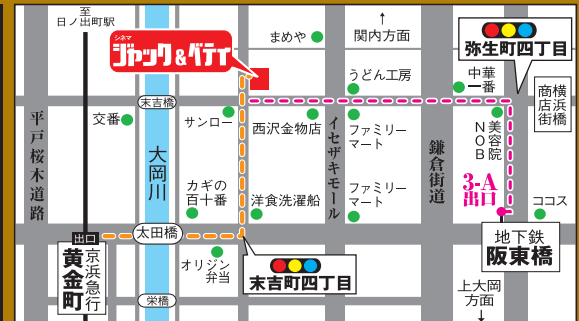 至
日ノ出町駅
シネマ
ジャック&ベティ
まめや
↑
関内方面
弥生町四丁目
うどん工房
中華
一番
横浜橋
商店街
末吉橋
交番
サンロー
西沢金物店
ファミリー
マート
美容院
NOB
平戸桜木道路
大岡川
イセザキモール
鎌倉街道
カギの
百十番
洋食洗濯船
ファミリー
マート
3-A
出口
ココス
出口
太田橋
地下鉄
阪東橋
京浜急行
黄金町
オリジン
弁当
末吉町四丁目
上大岡
方面
↓
栄橋